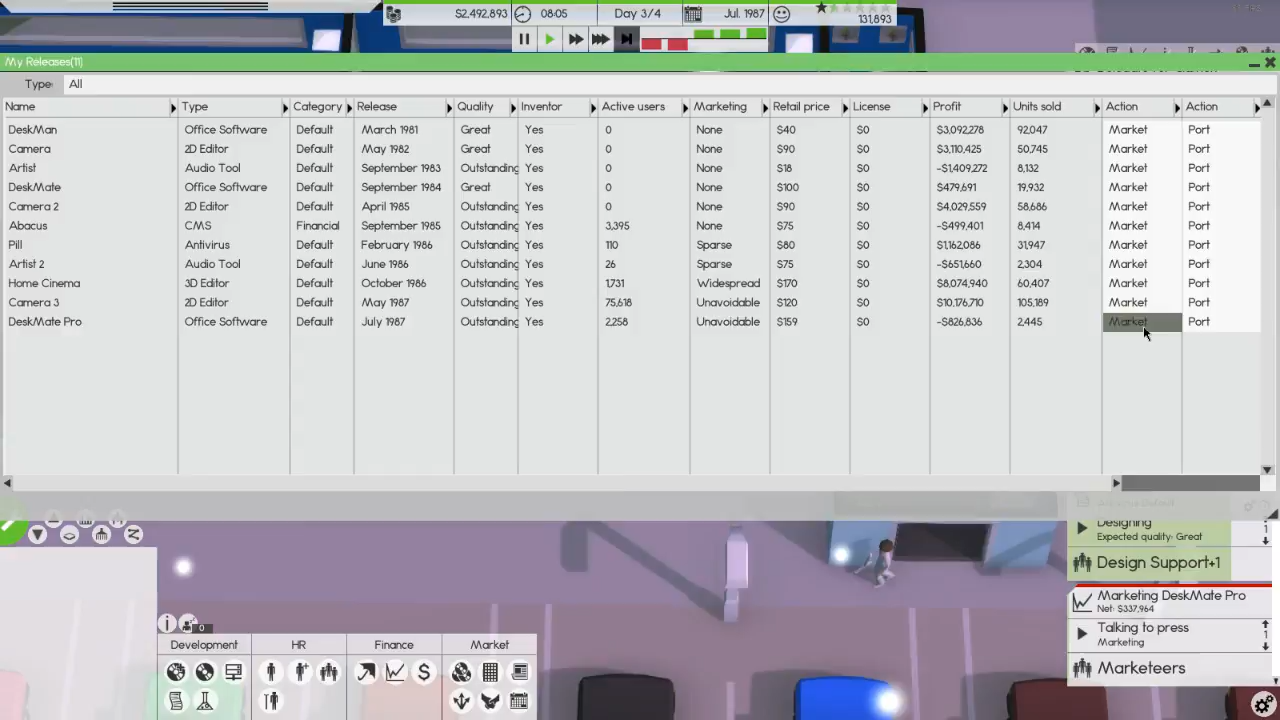 $2,492,893 08:05 Day 3/4 Jul. 1987 131,893
My Releases(11)
Type: All
Name Type Category Release Quality Inventor Active users Marketing Retail price License Profit Units sold Action Action
DeskMan Office Software Default March 1981 Great Yes 0 None $40 $0 $3,092,278 92,047 Market Port
Camera 2D Editor Default May 1982 Great Yes 0 None $90 $0 $3,110,425 50,745 Market Port
Artist Audio Tool Default September 1983 Outstanding Yes 0 None $18 $0 -$1,409,272 8,132 Market Port
DeskMate Office Software Default September 1984 Great Yes 0 None $100 $0 $479,691 19,932 Market Port
Camera 2 2D Editor Default April 1985 Outstanding Yes 0 None $90 $0 $4,029,559 58,686 Market Port
Abacus CMS Financial September 1985 Outstanding Yes 3,395 None $75 $0 -$499,401 8,414 Market Port
Pill Antivirus Default February 1986 Outstanding Yes 110 Sparse $80 $0 $1,162,086 31,947 Market Port
Artist 2 Audio Tool Default June 1986 Outstanding Yes 26 Sparse $75 $0 -$651,660 2,304 Market Port
Home Cinema 3D Editor Default October 1986 Outstanding Yes 1,731 Widespread $170 $0 $8,074,940 60,407 Market Port
Camera 3 2D Editor Default May 1987 Outstanding Yes 75,618 Unavoidable $120 $0 $10,176,710 105,189 Market Port
DeskMate Pro Office Software Default July 1987 Outstanding Yes 2,258 Unavoidable $159 $0 -$826,836 2,445 Market Port
Designing 1
Expected quality: Great
Design Support+1
Marketing DeskMate Pro
Net: $337,964
Talking to press 1
Marketing
Marketeers
0
Development HR Finance Market